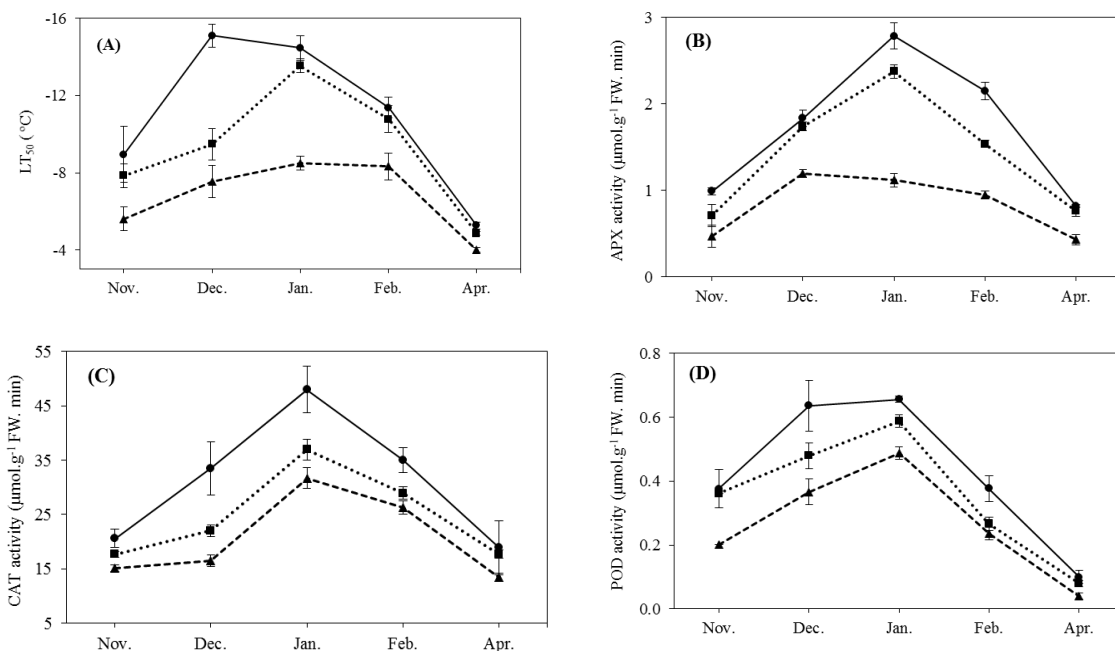 (A)
LT₅₀ ( °C)
-16
-12
-8
-4
Nov. Dec. Jan. Feb. Apr.
(B)
APX activity (µmol.g⁻¹ FW. min)
3
2
1
0
Nov. Dec. Jan. Feb. Apr.
(C)
CAT activity (µmol.g⁻¹ FW. min)
55
45
35
25
15
5
Nov. Dec. Jan. Feb. Apr.
(D)
POD activity (µmol.g⁻¹ FW. min)
0.8
0.6
0.4
0.2
0.0
Nov. Dec. Jan. Feb. Apr.